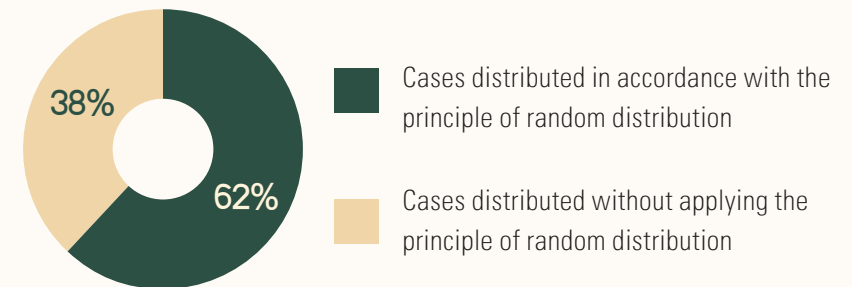 38%
62%
Cases distributed in accordance with the
principle of random distribution
Cases distributed without applying the
principle of random distribution